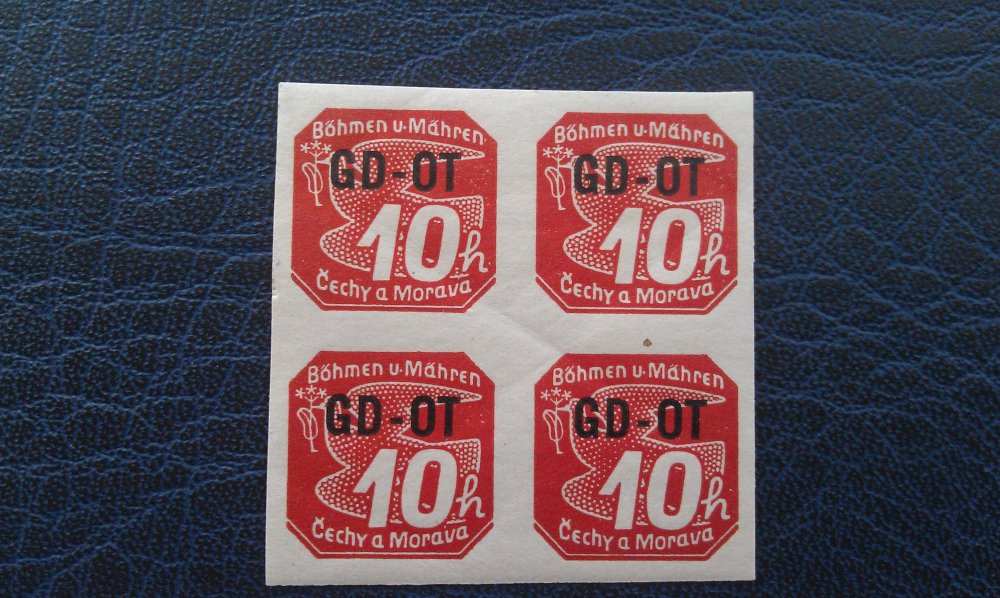 Böhmen u. Mähren
GD-OT
10h
Čechy a Morava
Böhmen u. Mähren
GD-OT
10h
Čechy a Morava
Böhmen u. Mähren
GD-OT
10h
Čechy a Morava
Böhmen u. Mähren
GD-OT
10h
Čechy a Morava